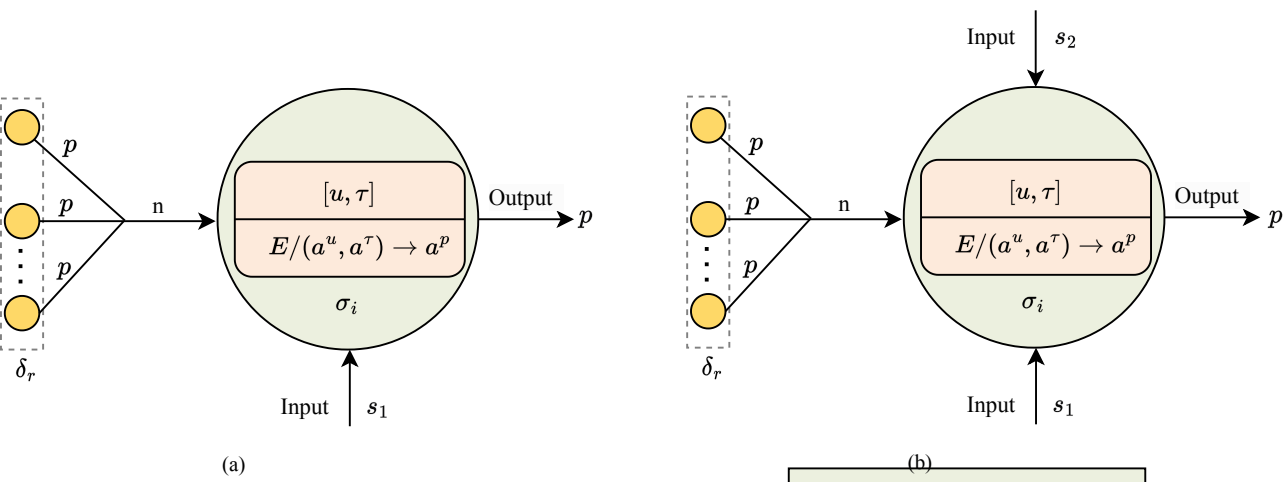 p
p
p
n
[u, τ]
E/(a^u, a^τ) → a^p
σ_i
Output
p
δ_r
Input s_1
(a)
Input s_2
p
p
p
n
[u, τ]
E/(a^u, a^τ) → a^p
σ_i
Output
p
δ_r
Input s_1
(b)